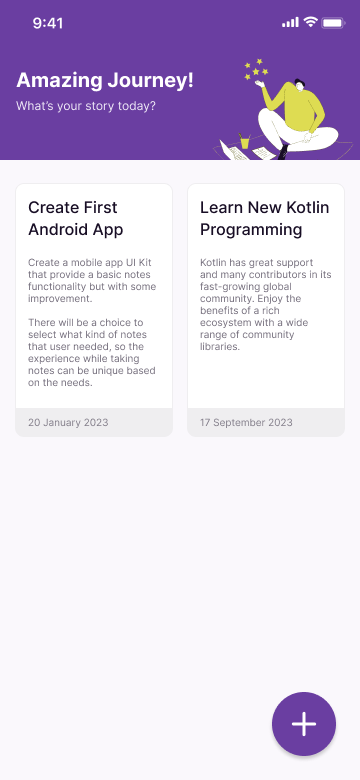 9:41
Amazing Journey!
What's your story today?
Create First
Android App
Create a mobile app UI Kit
that provide a basic notes
functionality but with some
improvement.
There will be a choice to
select what kind of notes
that user needed, so the
experience while taking
notes can be unique based
on the needs.
20 January 2023
Learn New Kotlin
Programming
Kotlin has great support
and many contributors in its
fast-growing global
community. Enjoy the
benefits of a rich
ecosystem with a wide
range of community
libraries.
17 September 2023